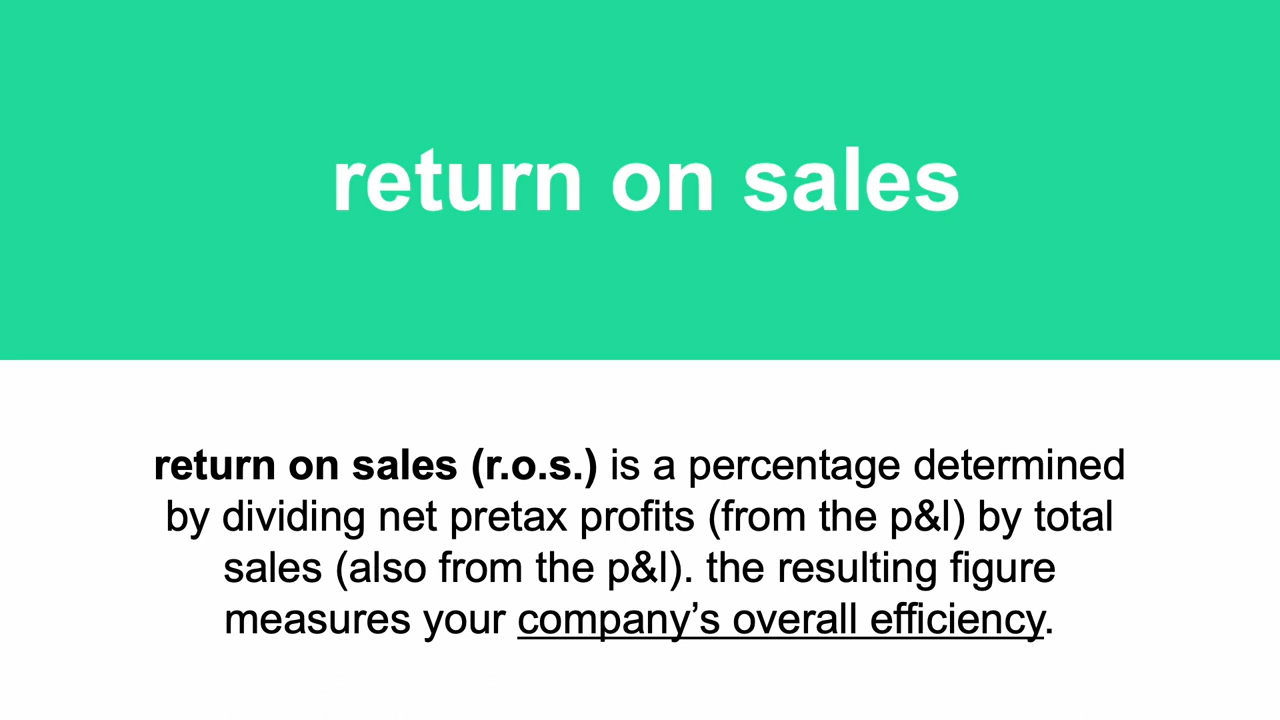 return on sales
return on sales (r.o.s.) is a percentage determined
by dividing net pretax profits (from the p&l) by total
sales (also from the p&l). the resulting figure
measures your company’s overall efficiency.